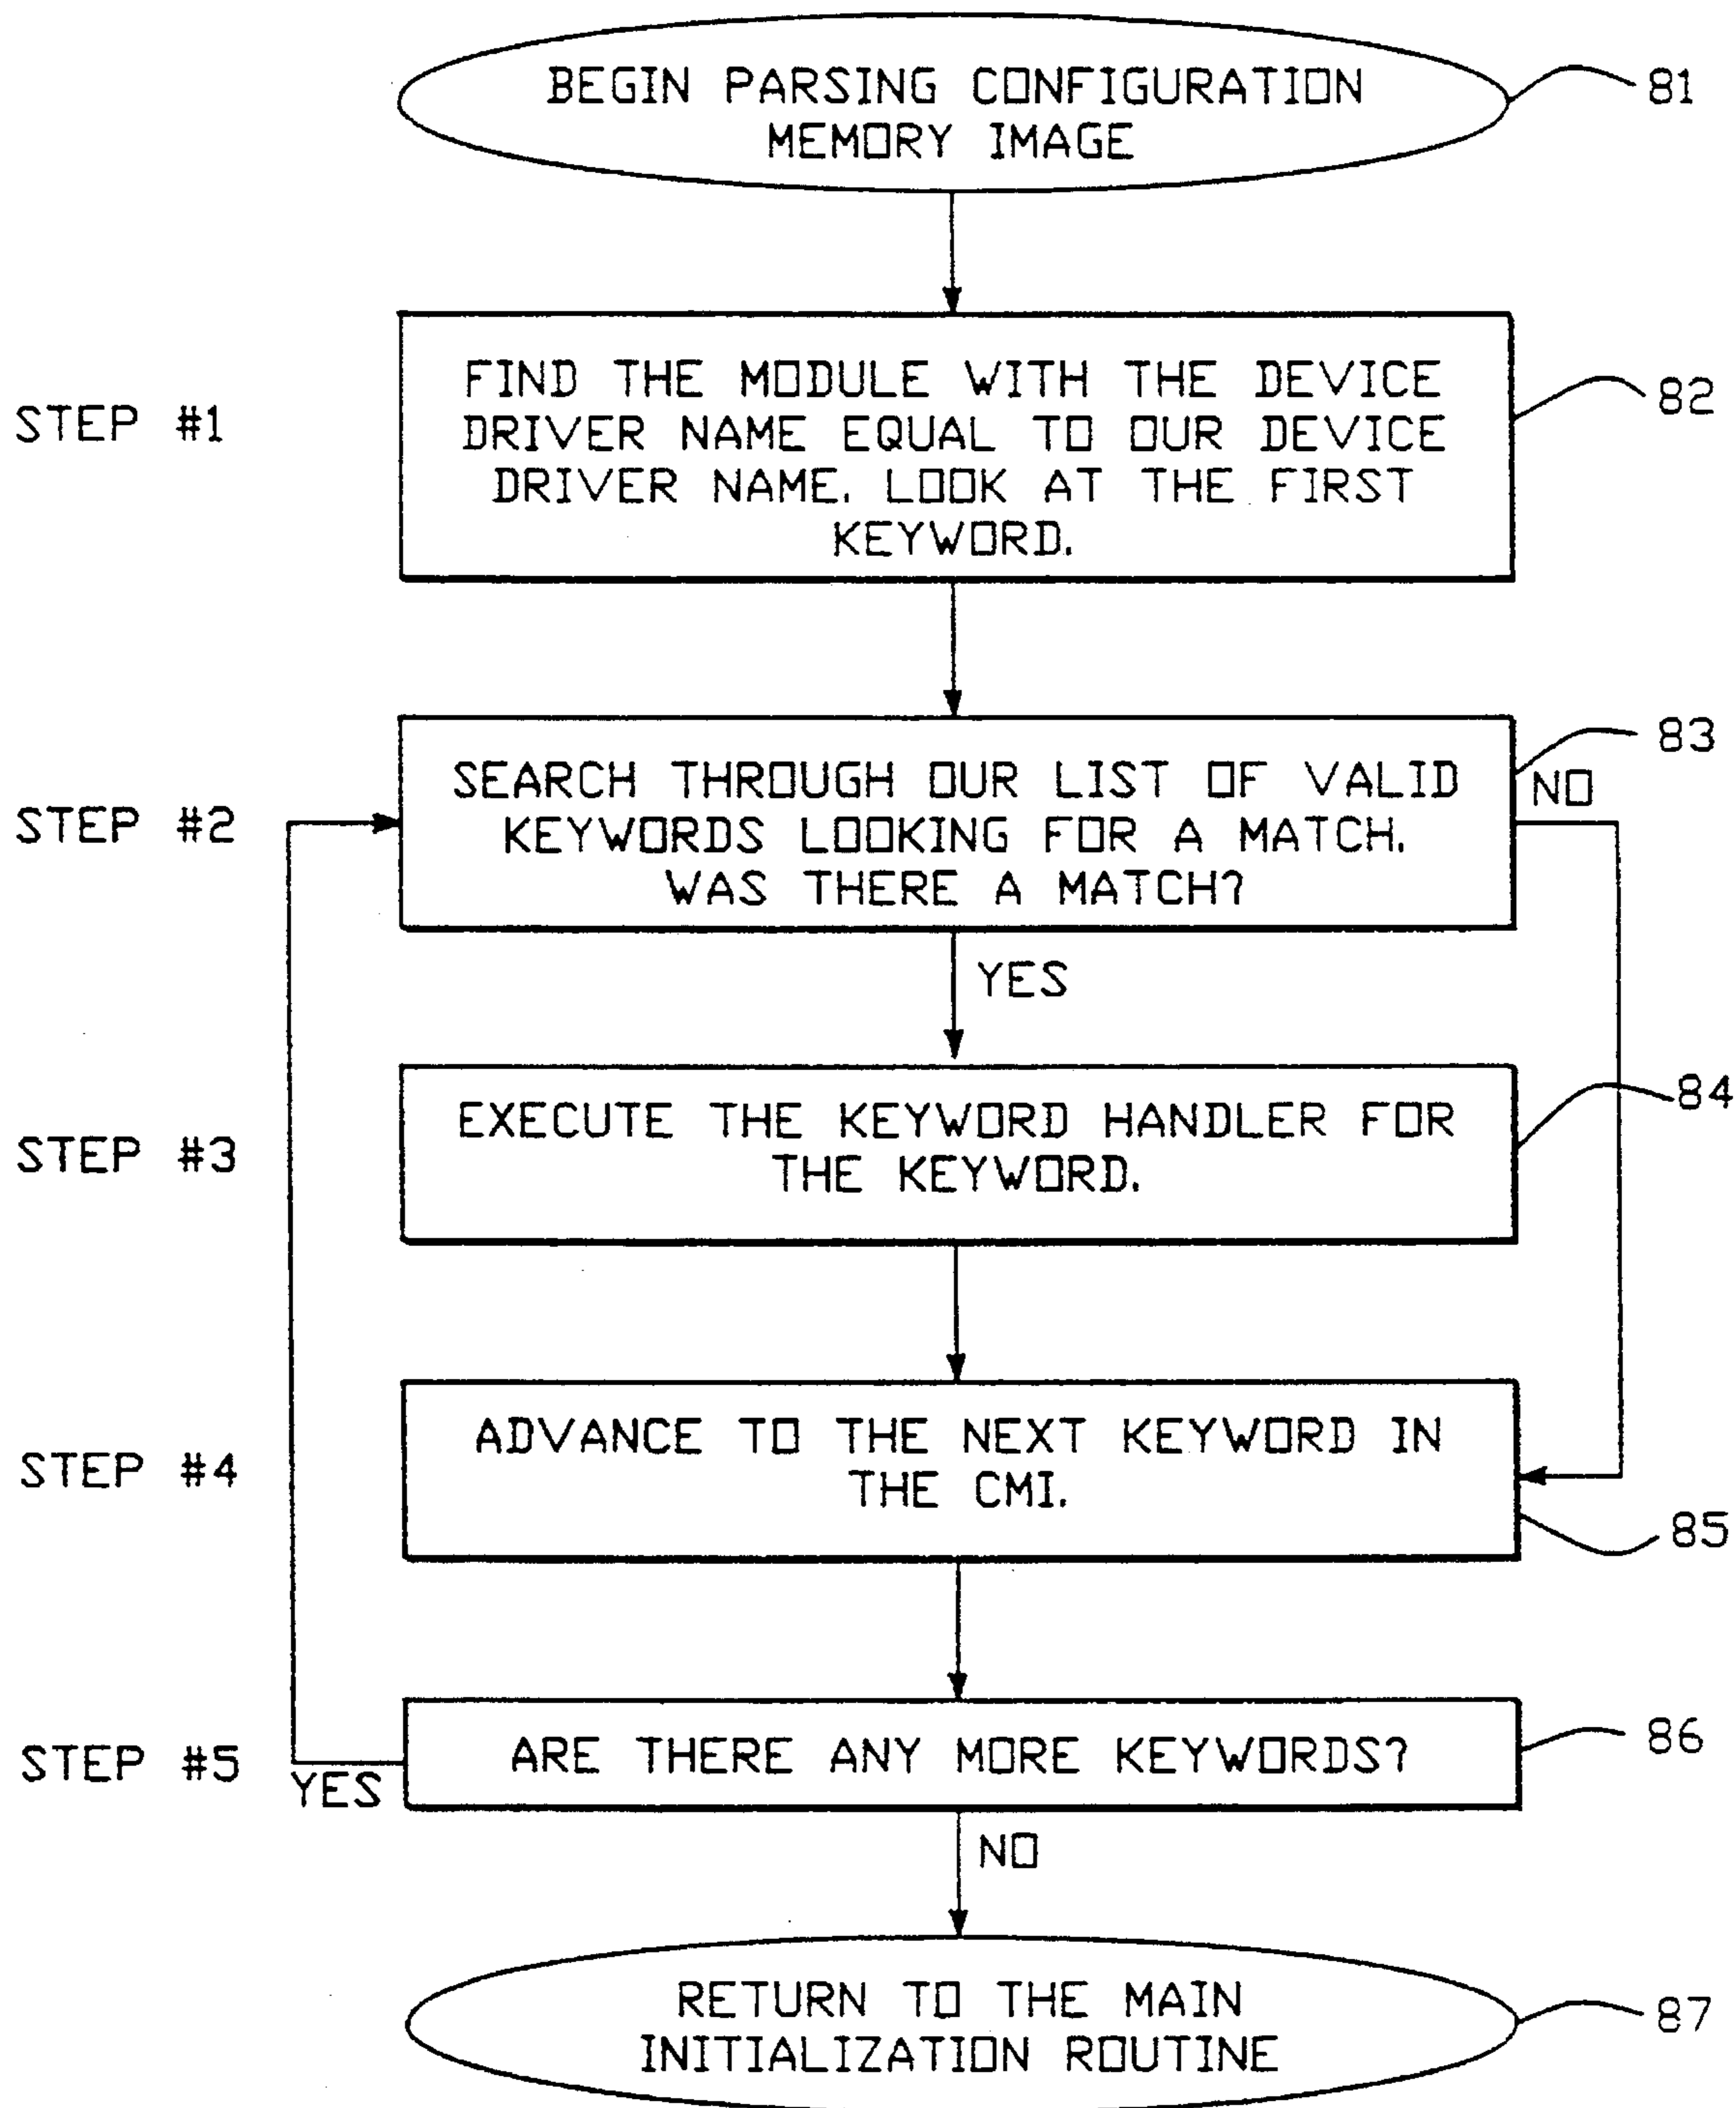 BEGIN PARSING CONFIGURATION
MEMORY IMAGE
81
STEP #1
FIND THE MODULE WITH THE DEVICE
DRIVER NAME EQUAL TO OUR DEVICE
DRIVER NAME. LOOK AT THE FIRST
KEYWORD.
82
STEP #2
SEARCH THROUGH OUR LIST OF VALID
KEYWORDS LOOKING FOR A MATCH.
WAS THERE A MATCH?
83
NO
YES
STEP #3
EXECUTE THE KEYWORD HANDLER FOR
THE KEYWORD.
84
STEP #4
ADVANCE TO THE NEXT KEYWORD IN
THE CMI.
85
STEP #5
ARE THERE ANY MORE KEYWORDS?
86
YES
NO
RETURN TO THE MAIN
INITIALIZATION ROUTINE
87